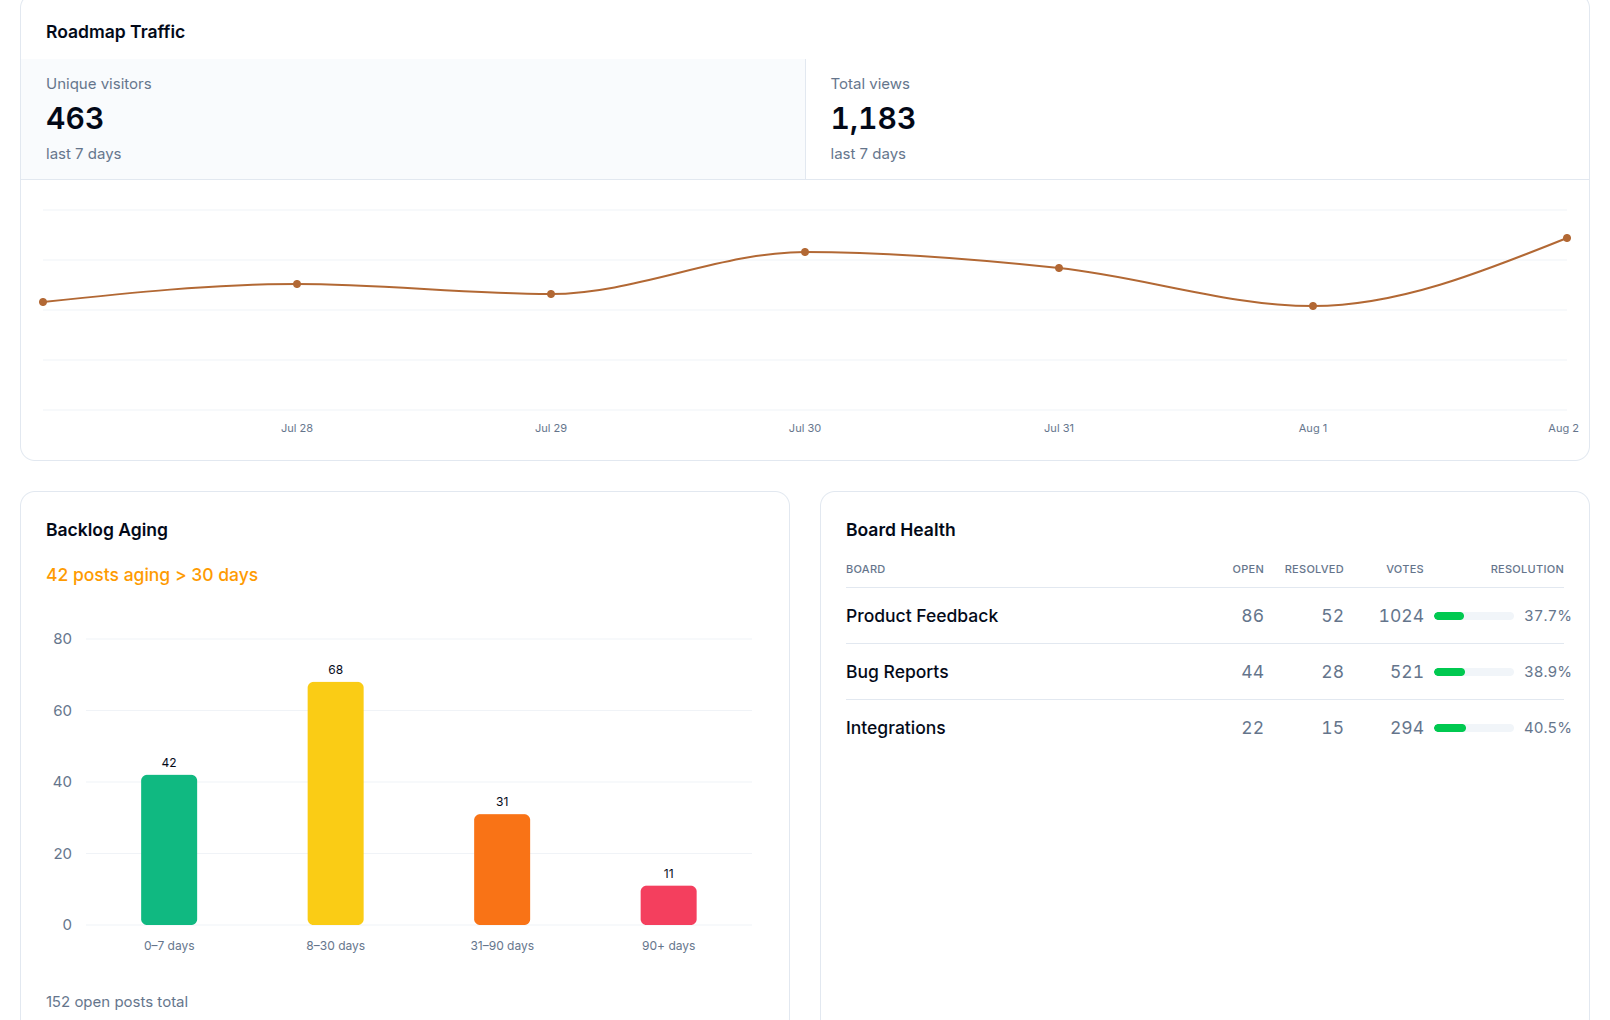 Roadmap Traffic
Unique visitors
463
last 7 days
Total views
1,183
last 7 days
Jul 28 Jul 29 Jul 30 Jul 31 Aug 1 Aug 2
Backlog Aging
42 posts aging > 30 days
80
60
40
20
0
42
68
31
11
0–7 days 8–30 days 31–90 days 90+ days
152 open posts total
Board Health
BOARD OPEN RESOLVED VOTES RESOLUTION
Product Feedback 86 52 1024 37.7%
Bug Reports 44 28 521 38.9%
Integrations 22 15 294 40.5%